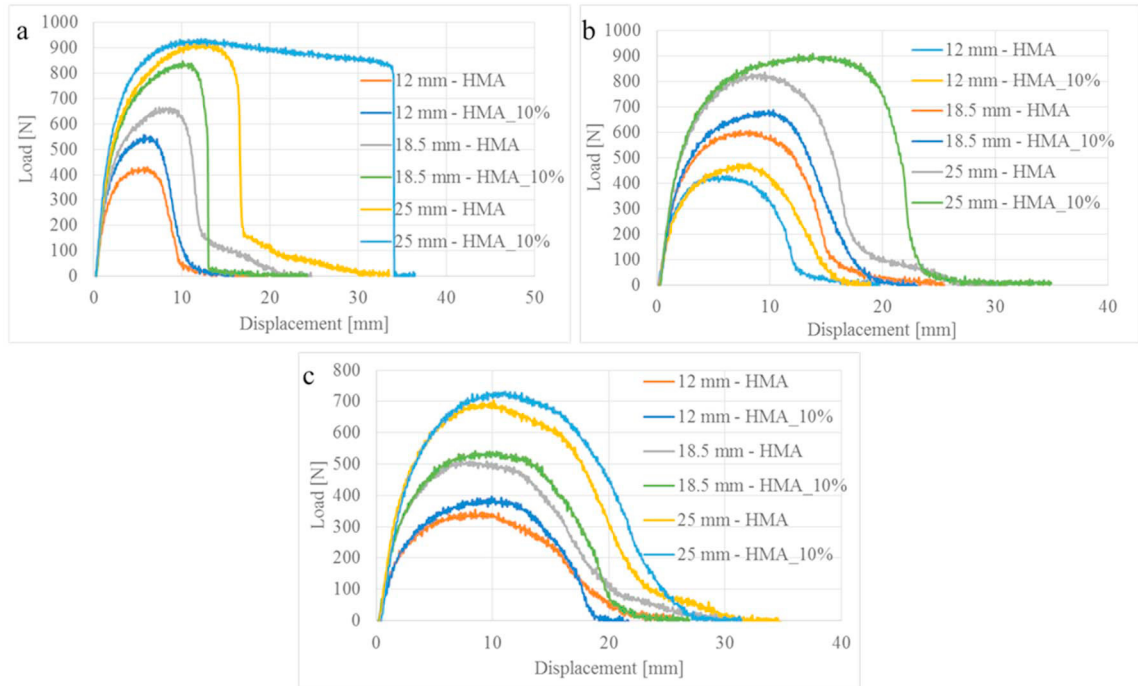 a
1000
900
800
700
600
500
400
300
200
100
0
Load [N]
0 10 20 30 40 50
Displacement [mm]
12 mm - HMA
12 mm - HMA_10%
18.5 mm - HMA
18.5 mm - HMA_10%
25 mm - HMA
25 mm - HMA_10%
b
1000
900
800
700
600
500
400
300
200
100
0
Load [N]
0 10 20 30 40
Displacement [mm]
12 mm - HMA
12 mm - HMA_10%
18.5 mm - HMA
18.5 mm - HMA_10%
25 mm - HMA
25 mm - HMA_10%
c
800
700
600
500
400
300
200
100
0
Load [N]
0 10 20 30 40
Displacement [mm]
12 mm - HMA
12 mm - HMA_10%
18.5 mm - HMA
18.5 mm - HMA_10%
25 mm - HMA
25 mm - HMA_10%